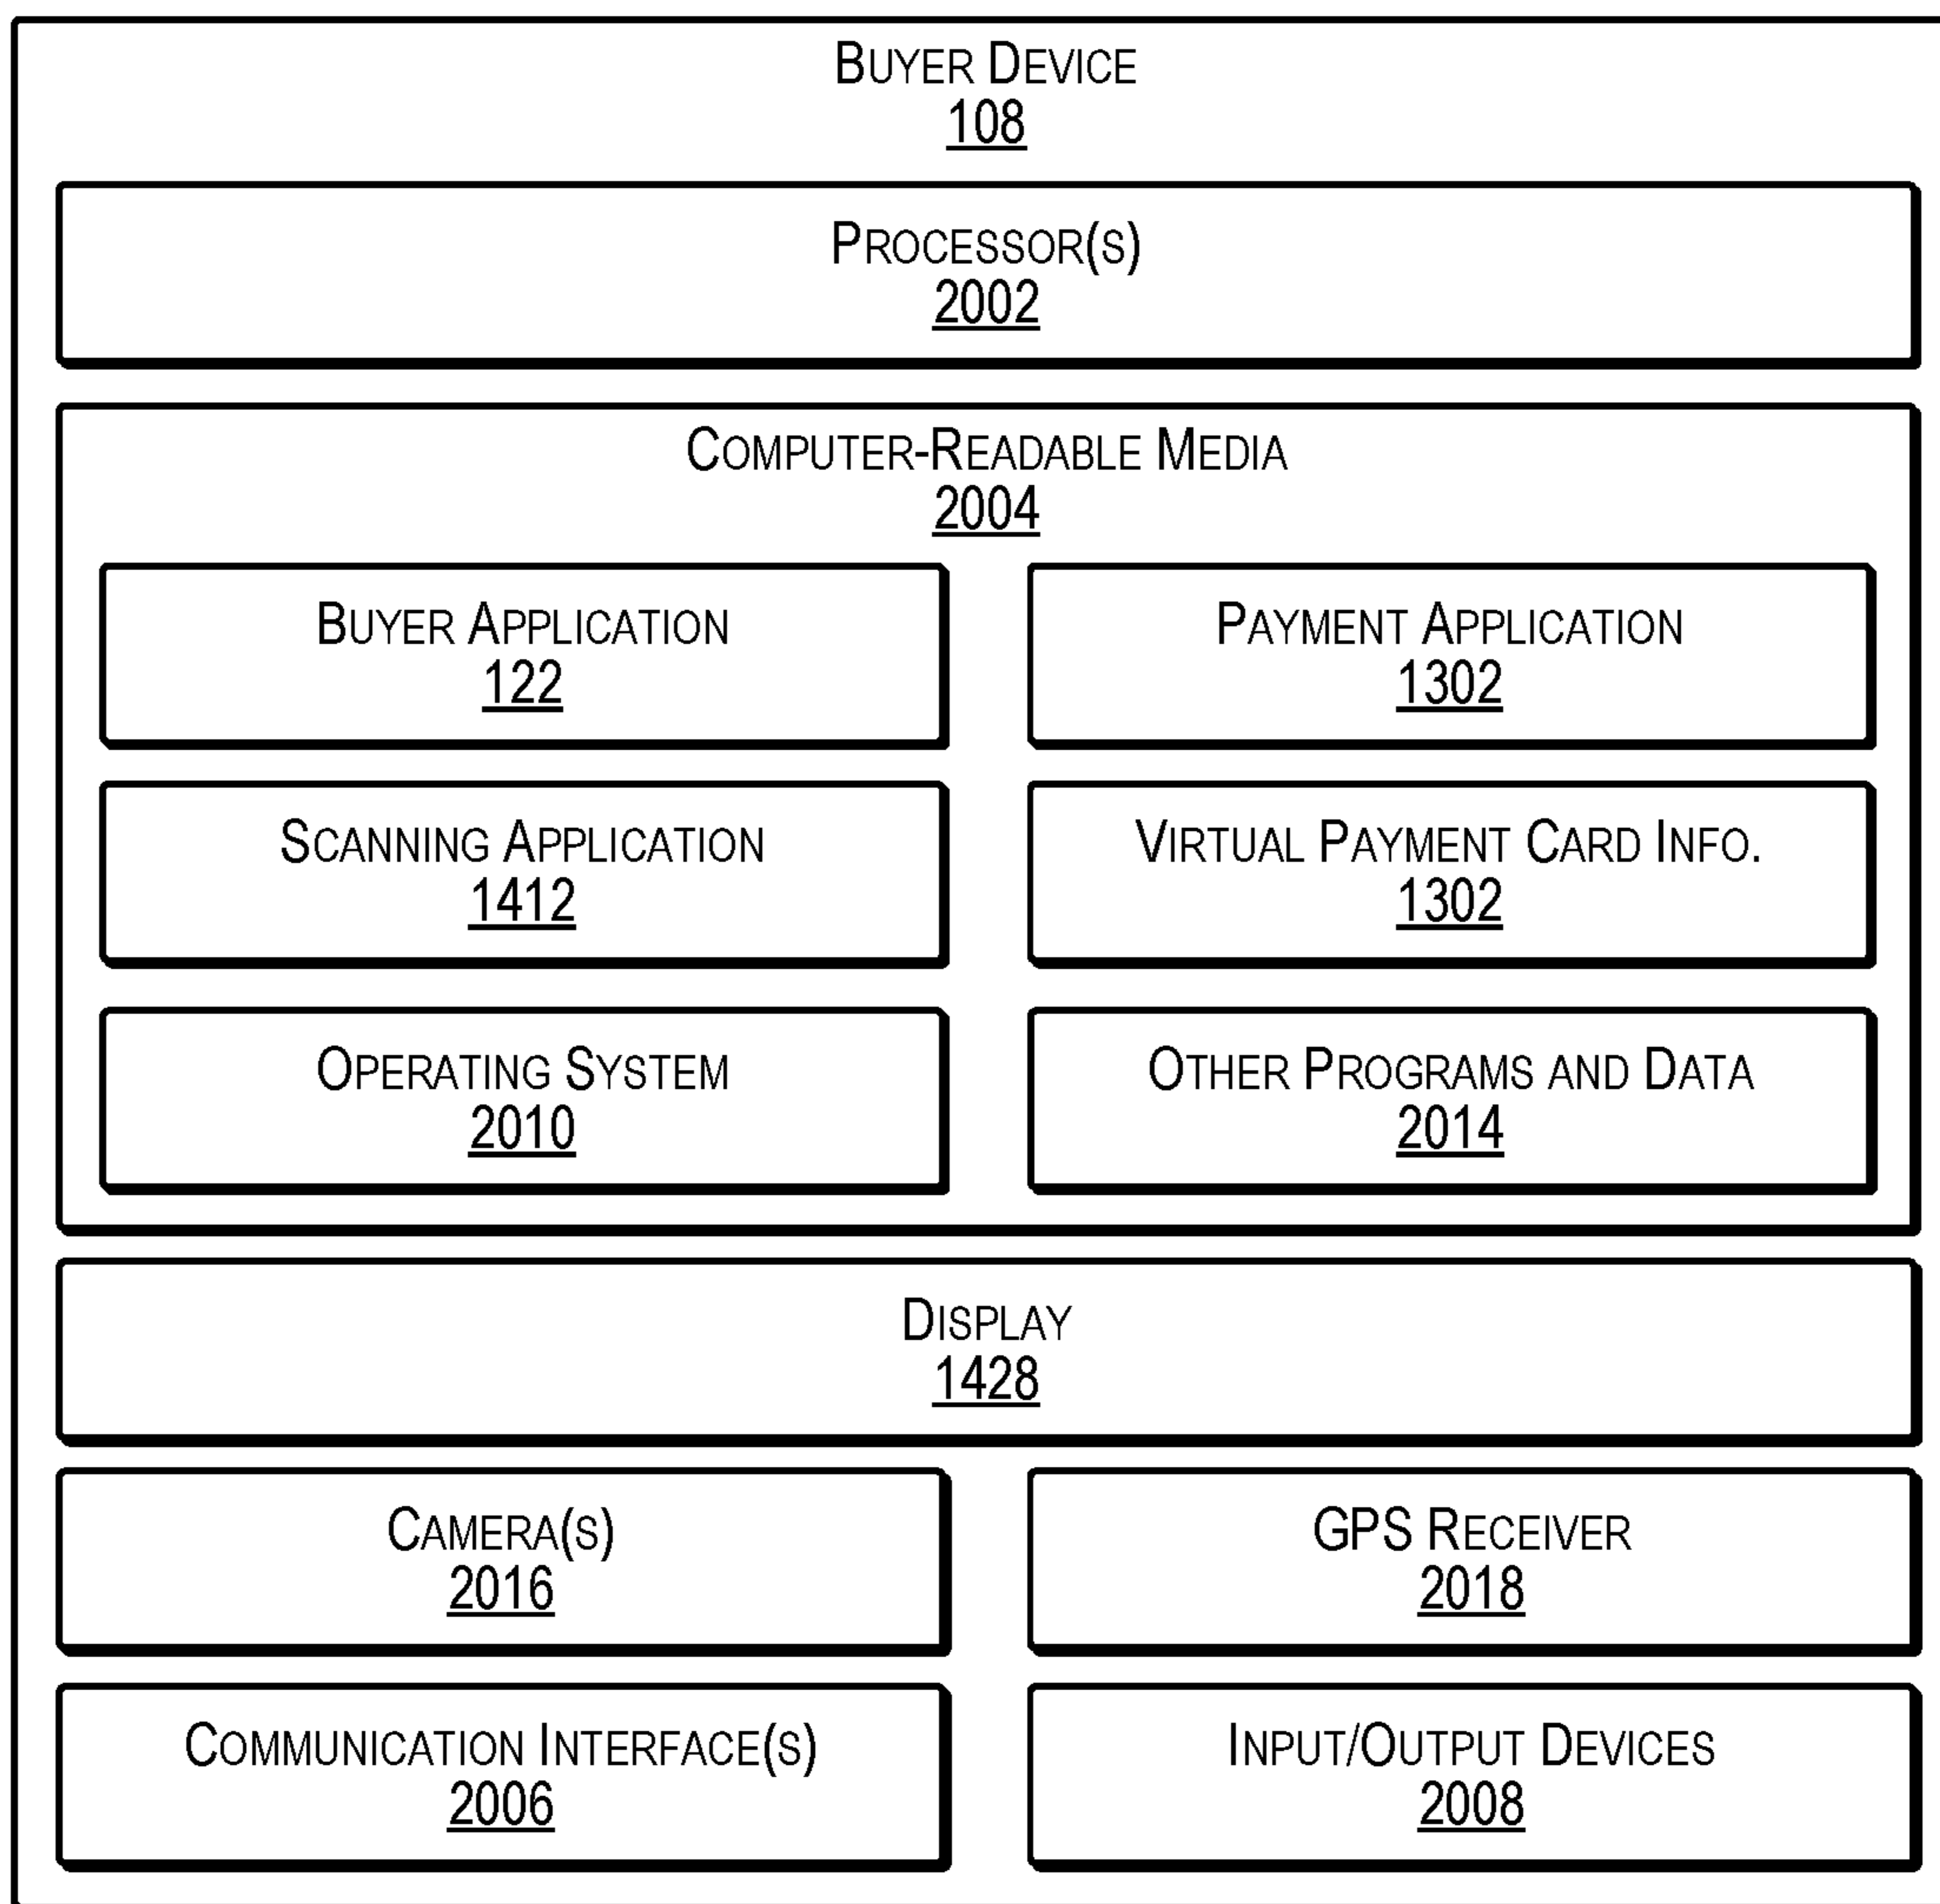 BUYER DEVICE
108
PROCESSOR(S)
2002
COMPUTER-READABLE MEDIA
2004
BUYER APPLICATION
122
PAYMENT APPLICATION
1302
SCANNING APPLICATION
1412
VIRTUAL PAYMENT CARD INFO.
1302
OPERATING SYSTEM
2010
OTHER PROGRAMS AND DATA
2014
DISPLAY
1428
CAMERA(S)
2016
GPS RECEIVER
2018
COMMUNICATION INTERFACE(S)
2006
INPUT/OUTPUT DEVICES
2008